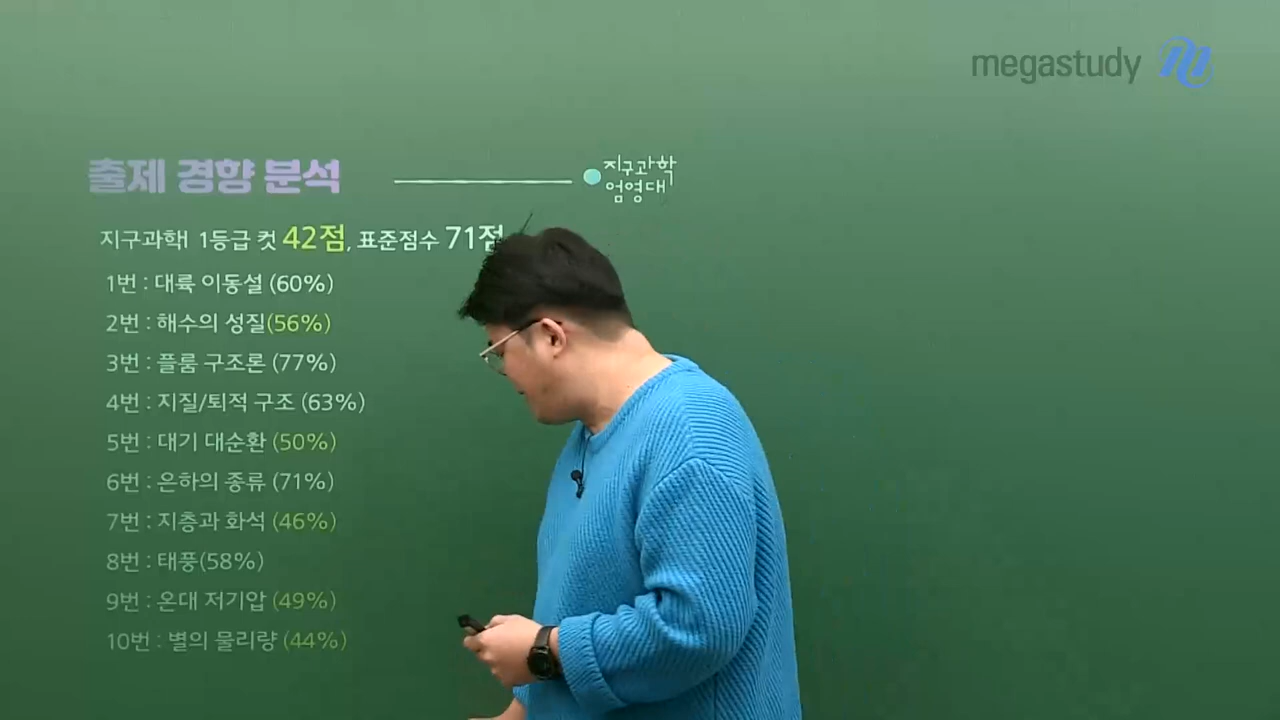 megastudy
출제 경향 분석
지구과학
엄영대
지구과학Ⅰ 1등급 컷 42점, 표준점수 71점
1번 : 대륙 이동설 (60%)
2번 : 해수의 성질(56%)
3번 : 플룸 구조론 (77%)
4번 : 지질/퇴적 구조 (63%)
5번 : 대기 대순환 (50%)
6번 : 은하의 종류 (71%)
7번 : 지층과 화석 (46%)
8번 : 태풍(58%)
9번 : 온대 저기압 (49%)
10번 : 별의 물리량 (44%)